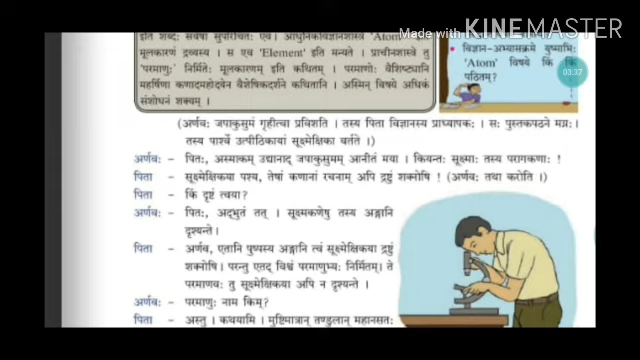 Made with KINEMASTER
इति शब्दः सर्वेषां सुपरिचितः एव। आधुनिकविज्ञानशास्त्रे 'Atom'
मूलकारणं द्रव्यस्य । स एव 'Element' इति मन्यते । प्राचीनशास्त्रे तु
'परमाणुः' निर्मितेः मूलकारणम् इति कथितम् । परमाणोः वैशिष्ट्यानि
महर्षिणा कणादमहोदयेन वैशेषिकदर्शने कथितानि । अस्मिन् विषये अधिकं
संशोधनं शक्यम् ।
• विज्ञान-अभ्यासक्रमे युष्माभिः
'Atom' विषये किं किं
पठितम्?
03:37
(अर्णवः जपाकुसुमं गृहीत्वा प्रविशति । तस्य पिता विज्ञानस्य प्राध्यापकः । सः पुस्तकपठने मग्नः।
तस्य पार्श्वे उत्पीठिकायां सूक्ष्मेक्षिका वर्तते ।)
अर्णवः - पितः, अस्माकम् उद्यानाद् जपाकुसुमम् आनीतं मया । कियन्तः सूक्ष्माः तस्य परागकणाः !
पिता - सूक्ष्मेक्षिकया पश्य, तेषां कणानां रचनाम् अपि द्रष्टुं शक्नोषि ! (अर्णवः तथा करोति ।)
पिता - किं दृष्टं त्वया?
अर्णवः - पितः, अद्भुतं तत् । सूक्ष्मकणेषु तस्य अङ्गानि
दृश्यन्ते ।
पिता - अर्णव, एतानि पुष्पस्य अङ्गानि त्वं सूक्ष्मेक्षिकया द्रष्टुं
शक्नोषि। परन्तु एतद् विश्वं परमाणुभ्यः निर्मितम्। ते
परमाणवः तु सूक्ष्मेक्षिकया अपि न दृश्यन्ते ।
अर्णवः - परमाणुः नाम किम्?
पिता - अस्तु । कथयामि । मुष्टिमात्रान् तण्डुलान् महानसतः